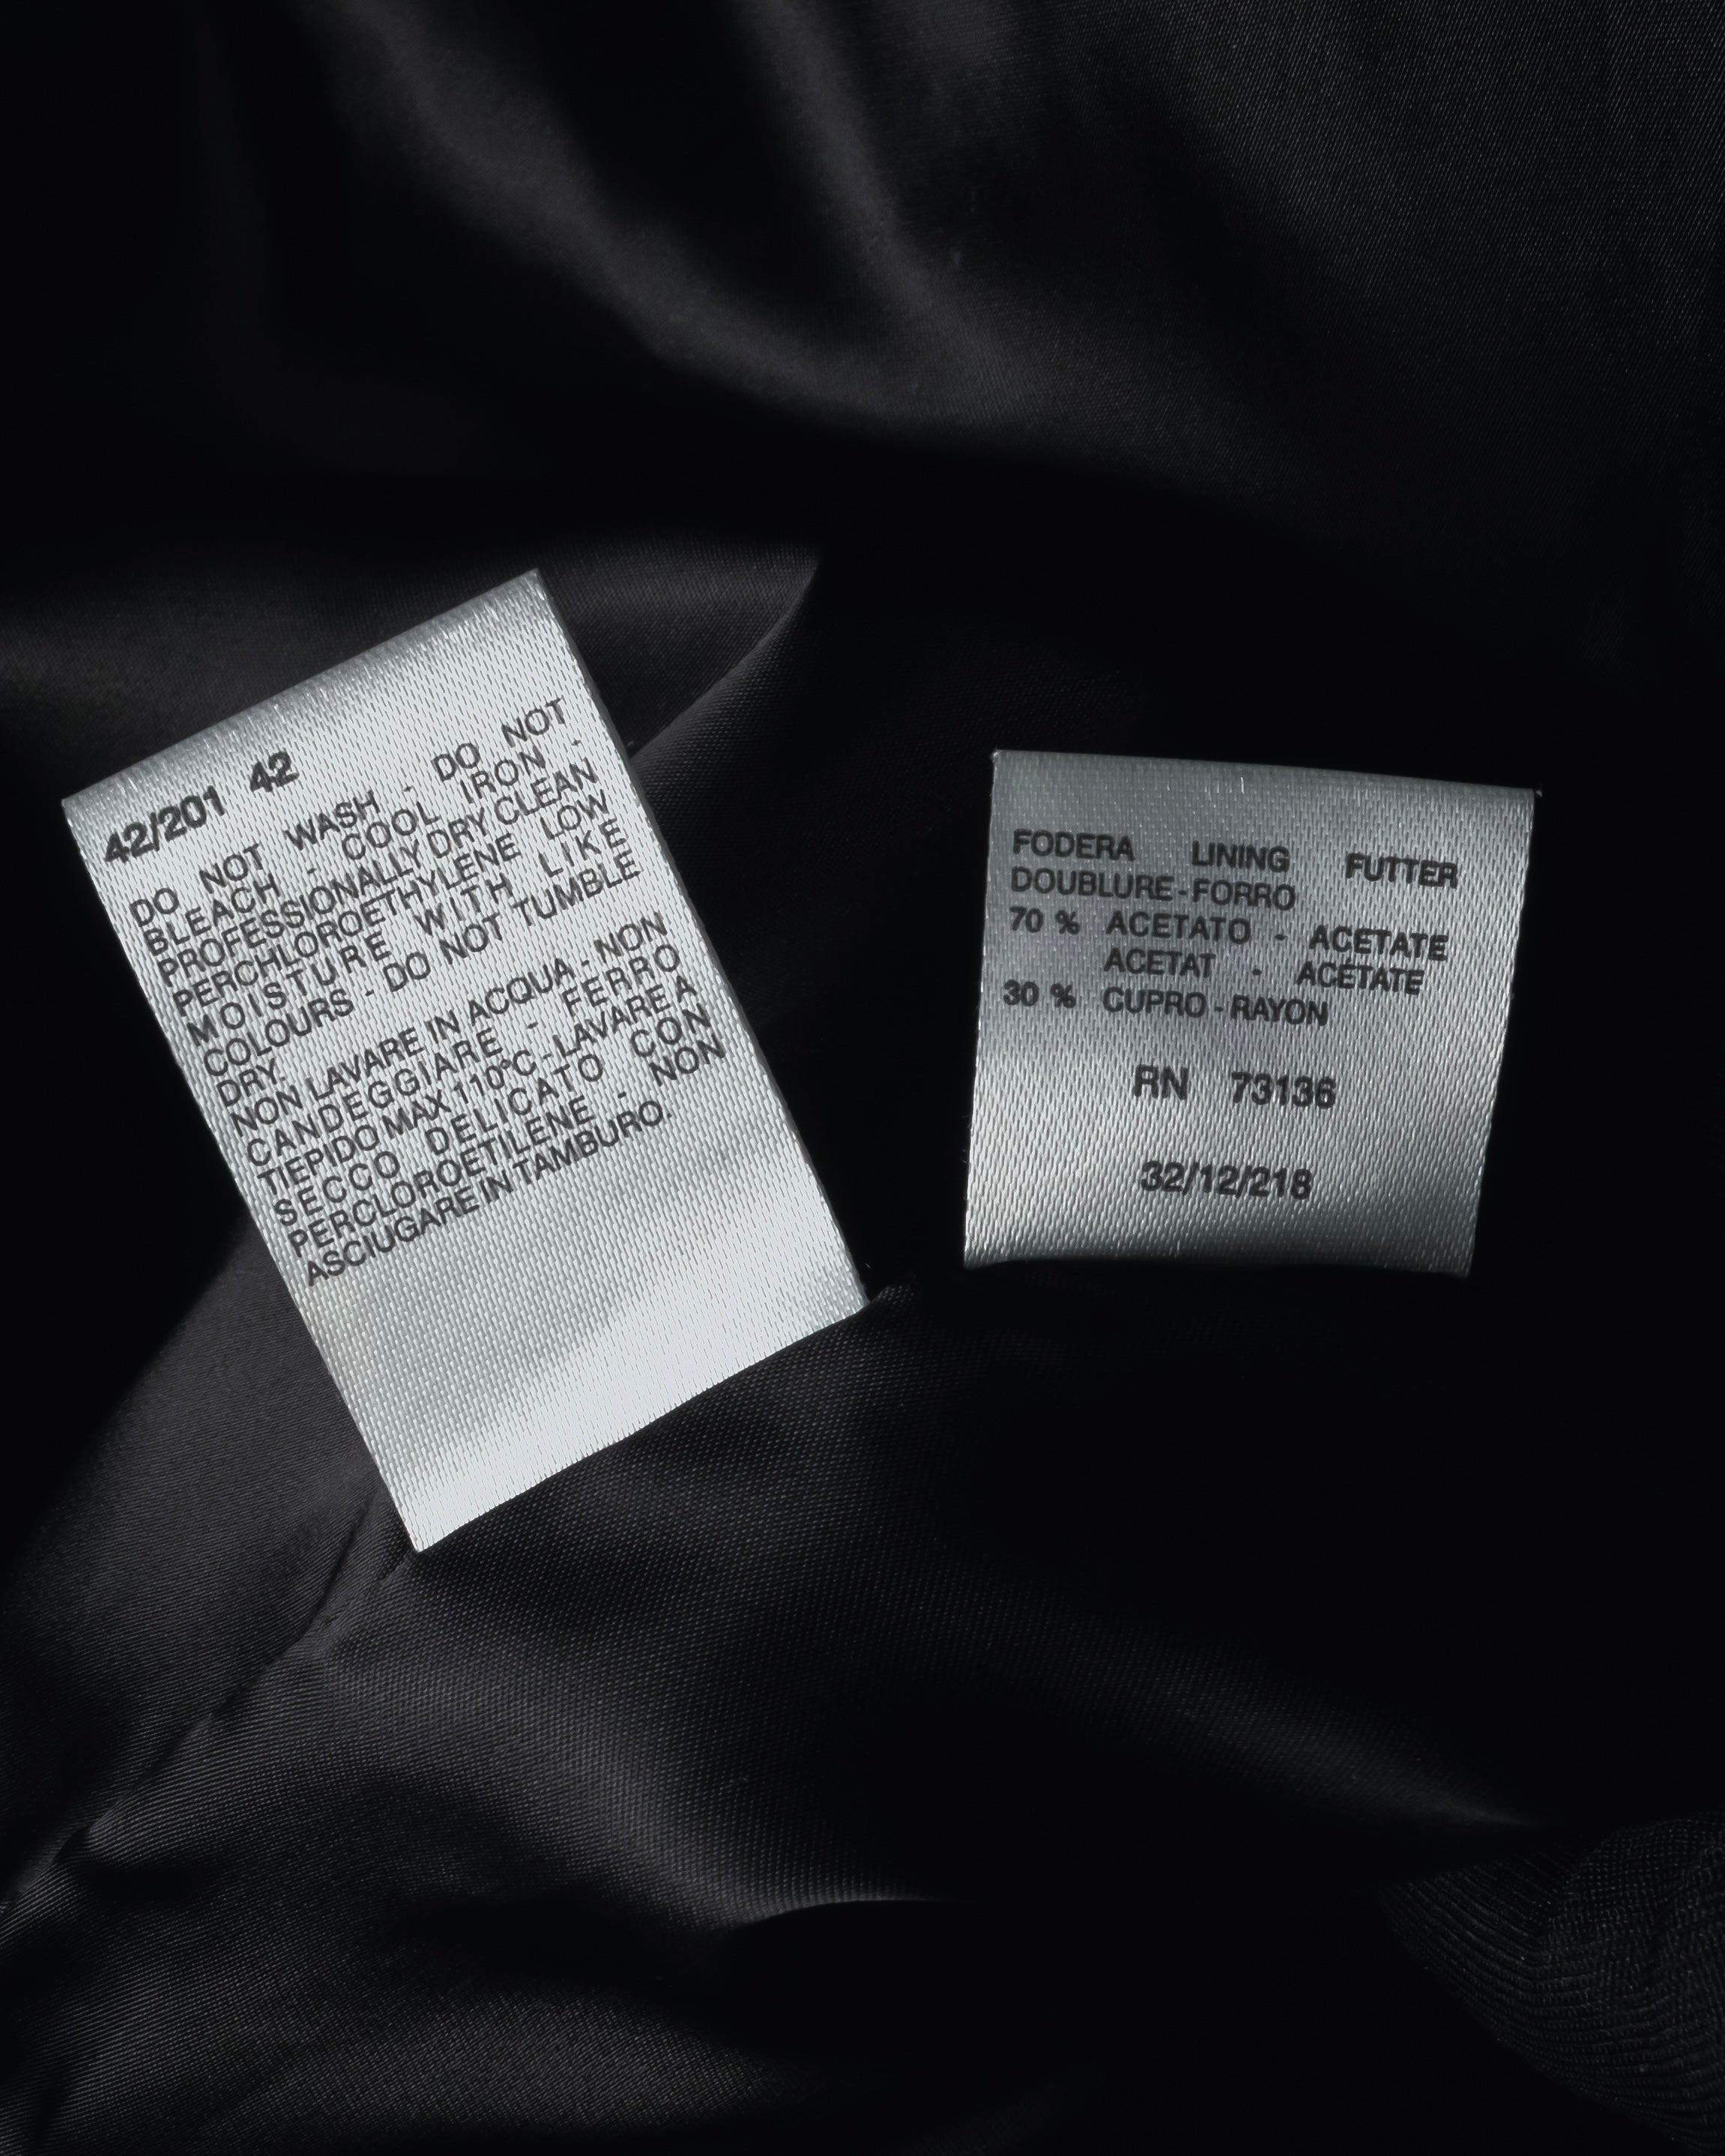 42/201 42
DO NOT WASH - DO NOT
BLEACH - COOL IRON -
PROFESSIONALLY DRY CLEAN
PERCHLOROETHYLENE LOW
MOISTURE WITH LIKE
COLOURS - DO NOT TUMBLE
DRY.
NON LAVARE IN ACQUA - NON
CANDEGGIARE - FERRO
TIEPIDO MAX 110°C - LAVARE A
SECCO DELICATO CON
PERCLOROETILENE - NON
ASCIUGARE IN TAMBURO.
FODERA LINING FUTTER
DOUBLURE - FORRO
70 % ACETATO - ACETATE
ACETAT - ACÉTATE
30 % CUPRO - RAYON
RN 73136
32/12/218